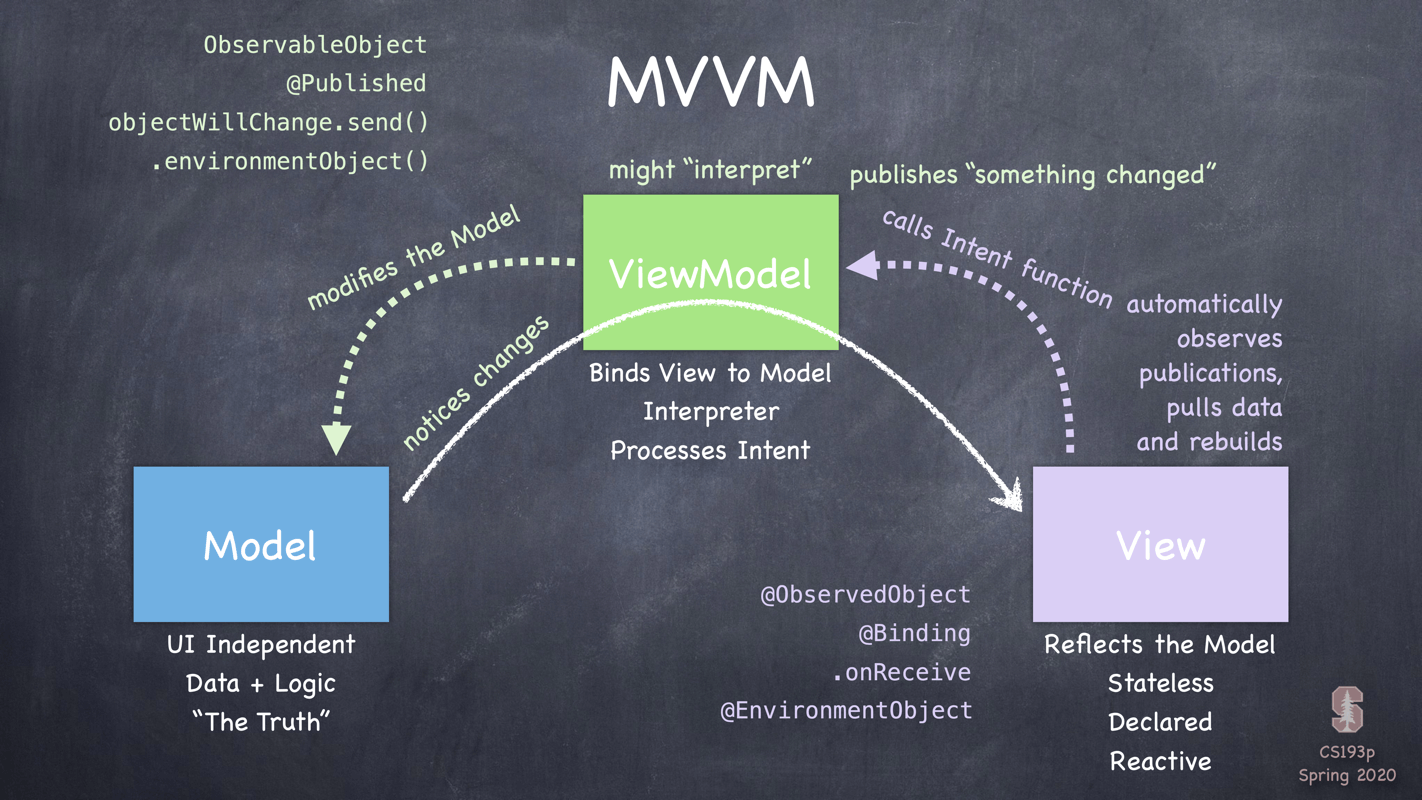 ObservableObject
@Published
objectWillChange.send()
.environmentObject()
MVVM
might “interpret”
publishes “something changed”
modifies the Model
notices changes
ViewModel
calls Intent function
automatically
observes
publications,
pulls data
and rebuilds
Binds View to Model
Interpreter
Processes Intent
Model
UI Independent
Data + Logic
“The Truth”
@ObservedObject
@Binding
.onReceive
@EnvironmentObject
View
Reflects the Model
Stateless
Declared
Reactive
S
CS193p
Spring 2020